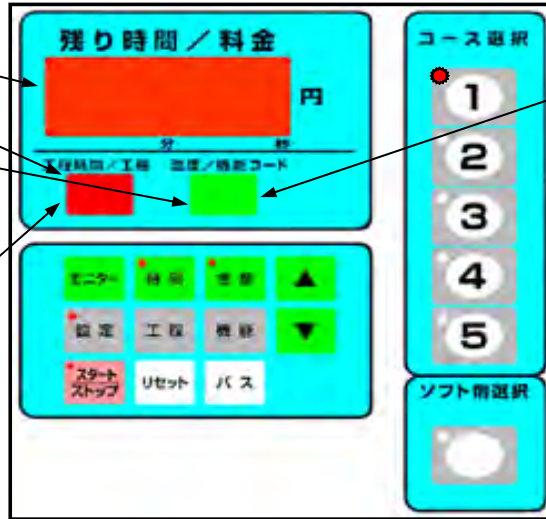 残り時間／料金
円
分 秒
工程時間／工程 温度／機能コード
モニター 時間 温度 ▲
設定 工程 機能 ▼
スタート
ストップ リセット パス
コース選択
1
2
3
4
5
ソフト剤選択